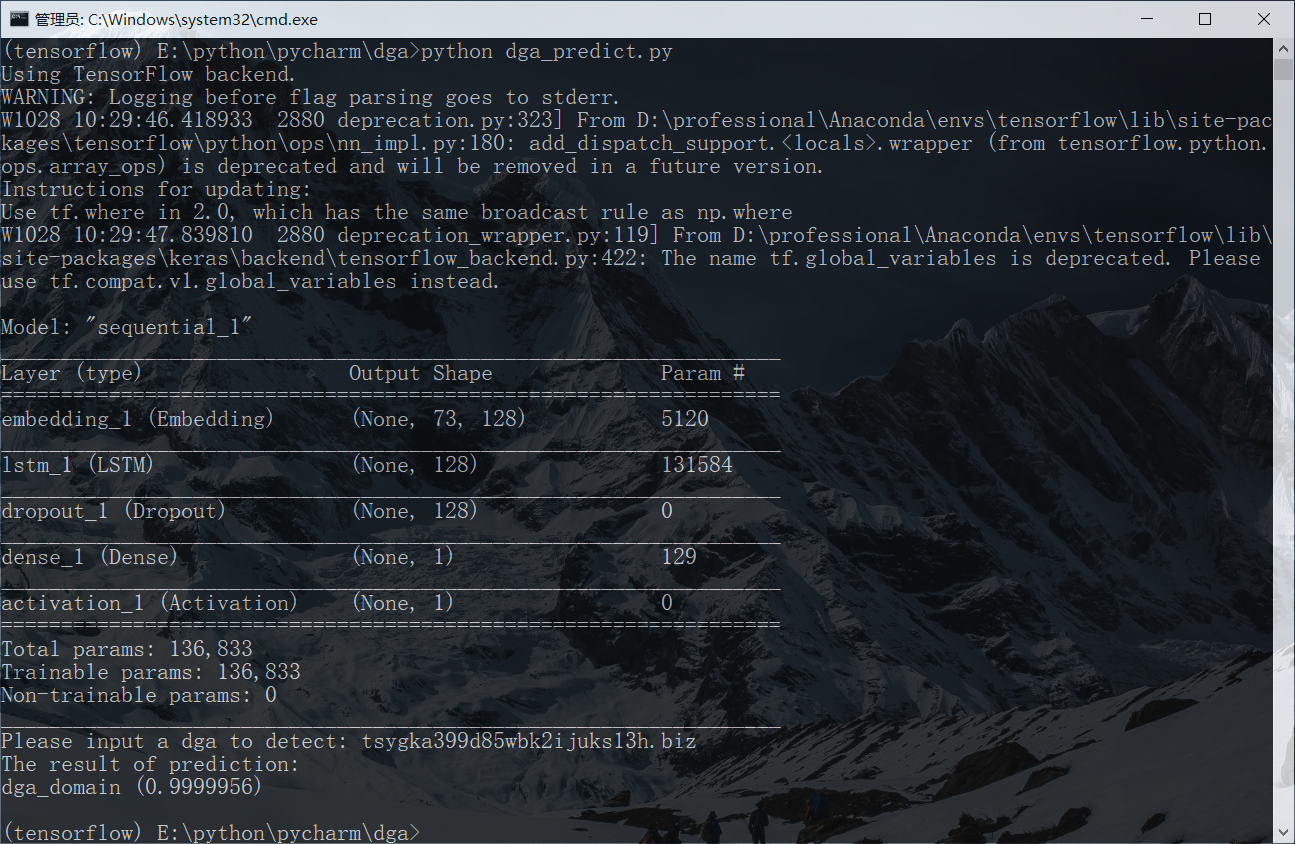 管理员: C:\Windows\system32\cmd.exe
(tensorflow) E:\python\pycharm\dga>python dga_predict.py
Using TensorFlow backend.
WARNING: Logging before flag parsing goes to stderr.
W1028 10:29:46.418933  2880 deprecation.py:323] From D:\professional\Anaconda\envs\tensorflow\lib\site-pac
kages\tensorflow\python\ops\nn_impl.py:180: add_dispatch_support.<locals>.wrapper (from tensorflow.python.
ops.array_ops) is deprecated and will be removed in a future version.
Instructions for updating:
Use tf.where in 2.0, which has the same broadcast rule as np.where
W1028 10:29:47.839810  2880 deprecation_wrapper.py:119] From D:\professional\Anaconda\envs\tensorflow\lib\
site-packages\keras\backend\tensorflow_backend.py:422: The name tf.global_variables is deprecated. Please
use tf.compat.v1.global_variables instead.
Model: "sequential_1"
_________________________________________________________________
Layer (type)                 Output Shape              Param #
=================================================================
embedding_1 (Embedding)      (None, 73, 128)           5120
_________________________________________________________________
lstm_1 (LSTM)                (None, 128)               131584
_________________________________________________________________
dropout_1 (Dropout)          (None, 128)               0
_________________________________________________________________
dense_1 (Dense)              (None, 1)                 129
_________________________________________________________________
activation_1 (Activation)    (None, 1)                 0
=================================================================
Total params: 136,833
Trainable params: 136,833
Non-trainable params: 0
_________________________________________________________________
Please input a dga to detect: tsygka399d85wbk2ijuks13h.biz
The result of prediction:
dga_domain (0.9999956)
(tensorflow) E:\python\pycharm\dga>